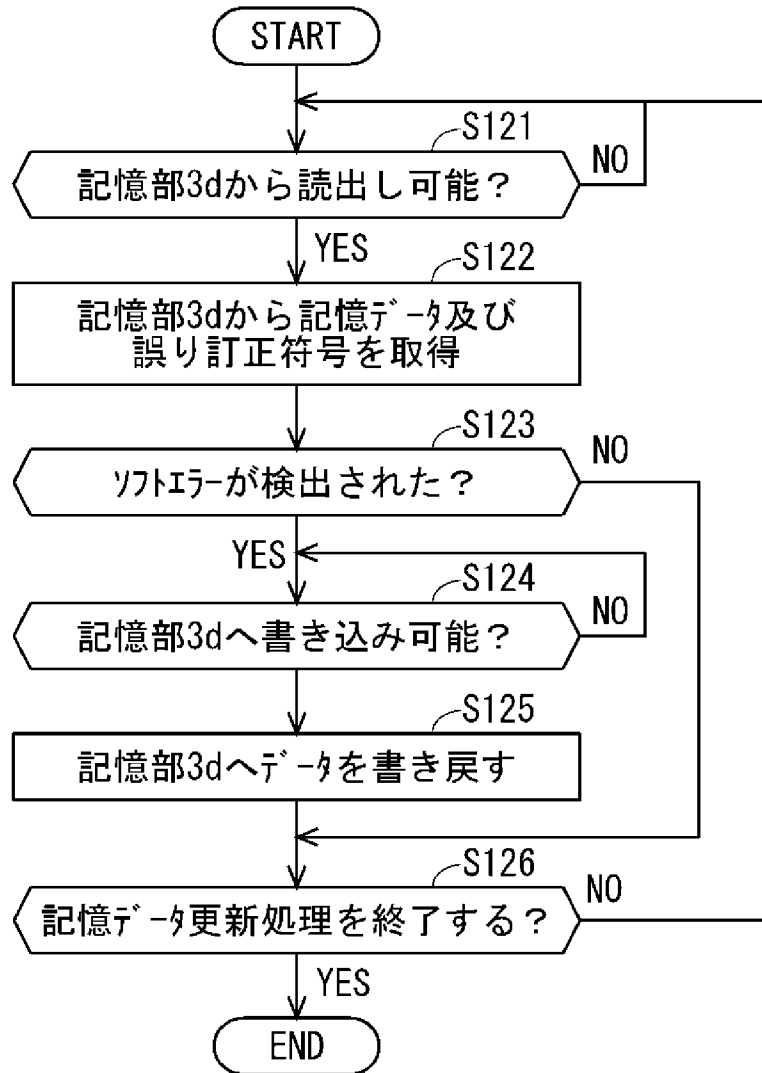 START
S121
記憶部3dから読出し可能？
NO
YES
S122
記憶部3dから記憶ﾃﾞｰﾀ及び
誤り訂正符号を取得
S123
ｿﾌﾄｴﾗｰが検出された？
NO
YES
S124
記憶部3dへ書き込み可能？
NO
S125
記憶部3dへﾃﾞｰﾀを書き戻す
S126
記憶ﾃﾞｰﾀ更新処理を終了する？
NO
YES
END